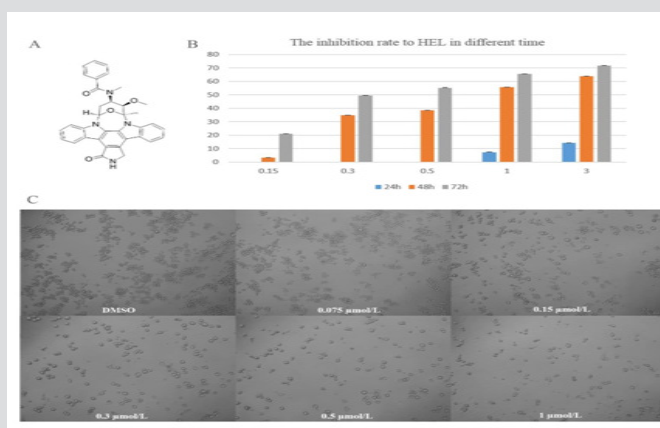 A
B
The inhibition rate to HEL in different time
80
70
60
50
40
30
20
10
0
0.15
0.3
0.5
1
3
24h
48h
72h
N
O
O
O
H
N
N
O
N
H
C
DMSO
0.075 µmol/L
0.15 µmol/L
0.3 µmol/L
0.5 µmol/L
1 µmol/L